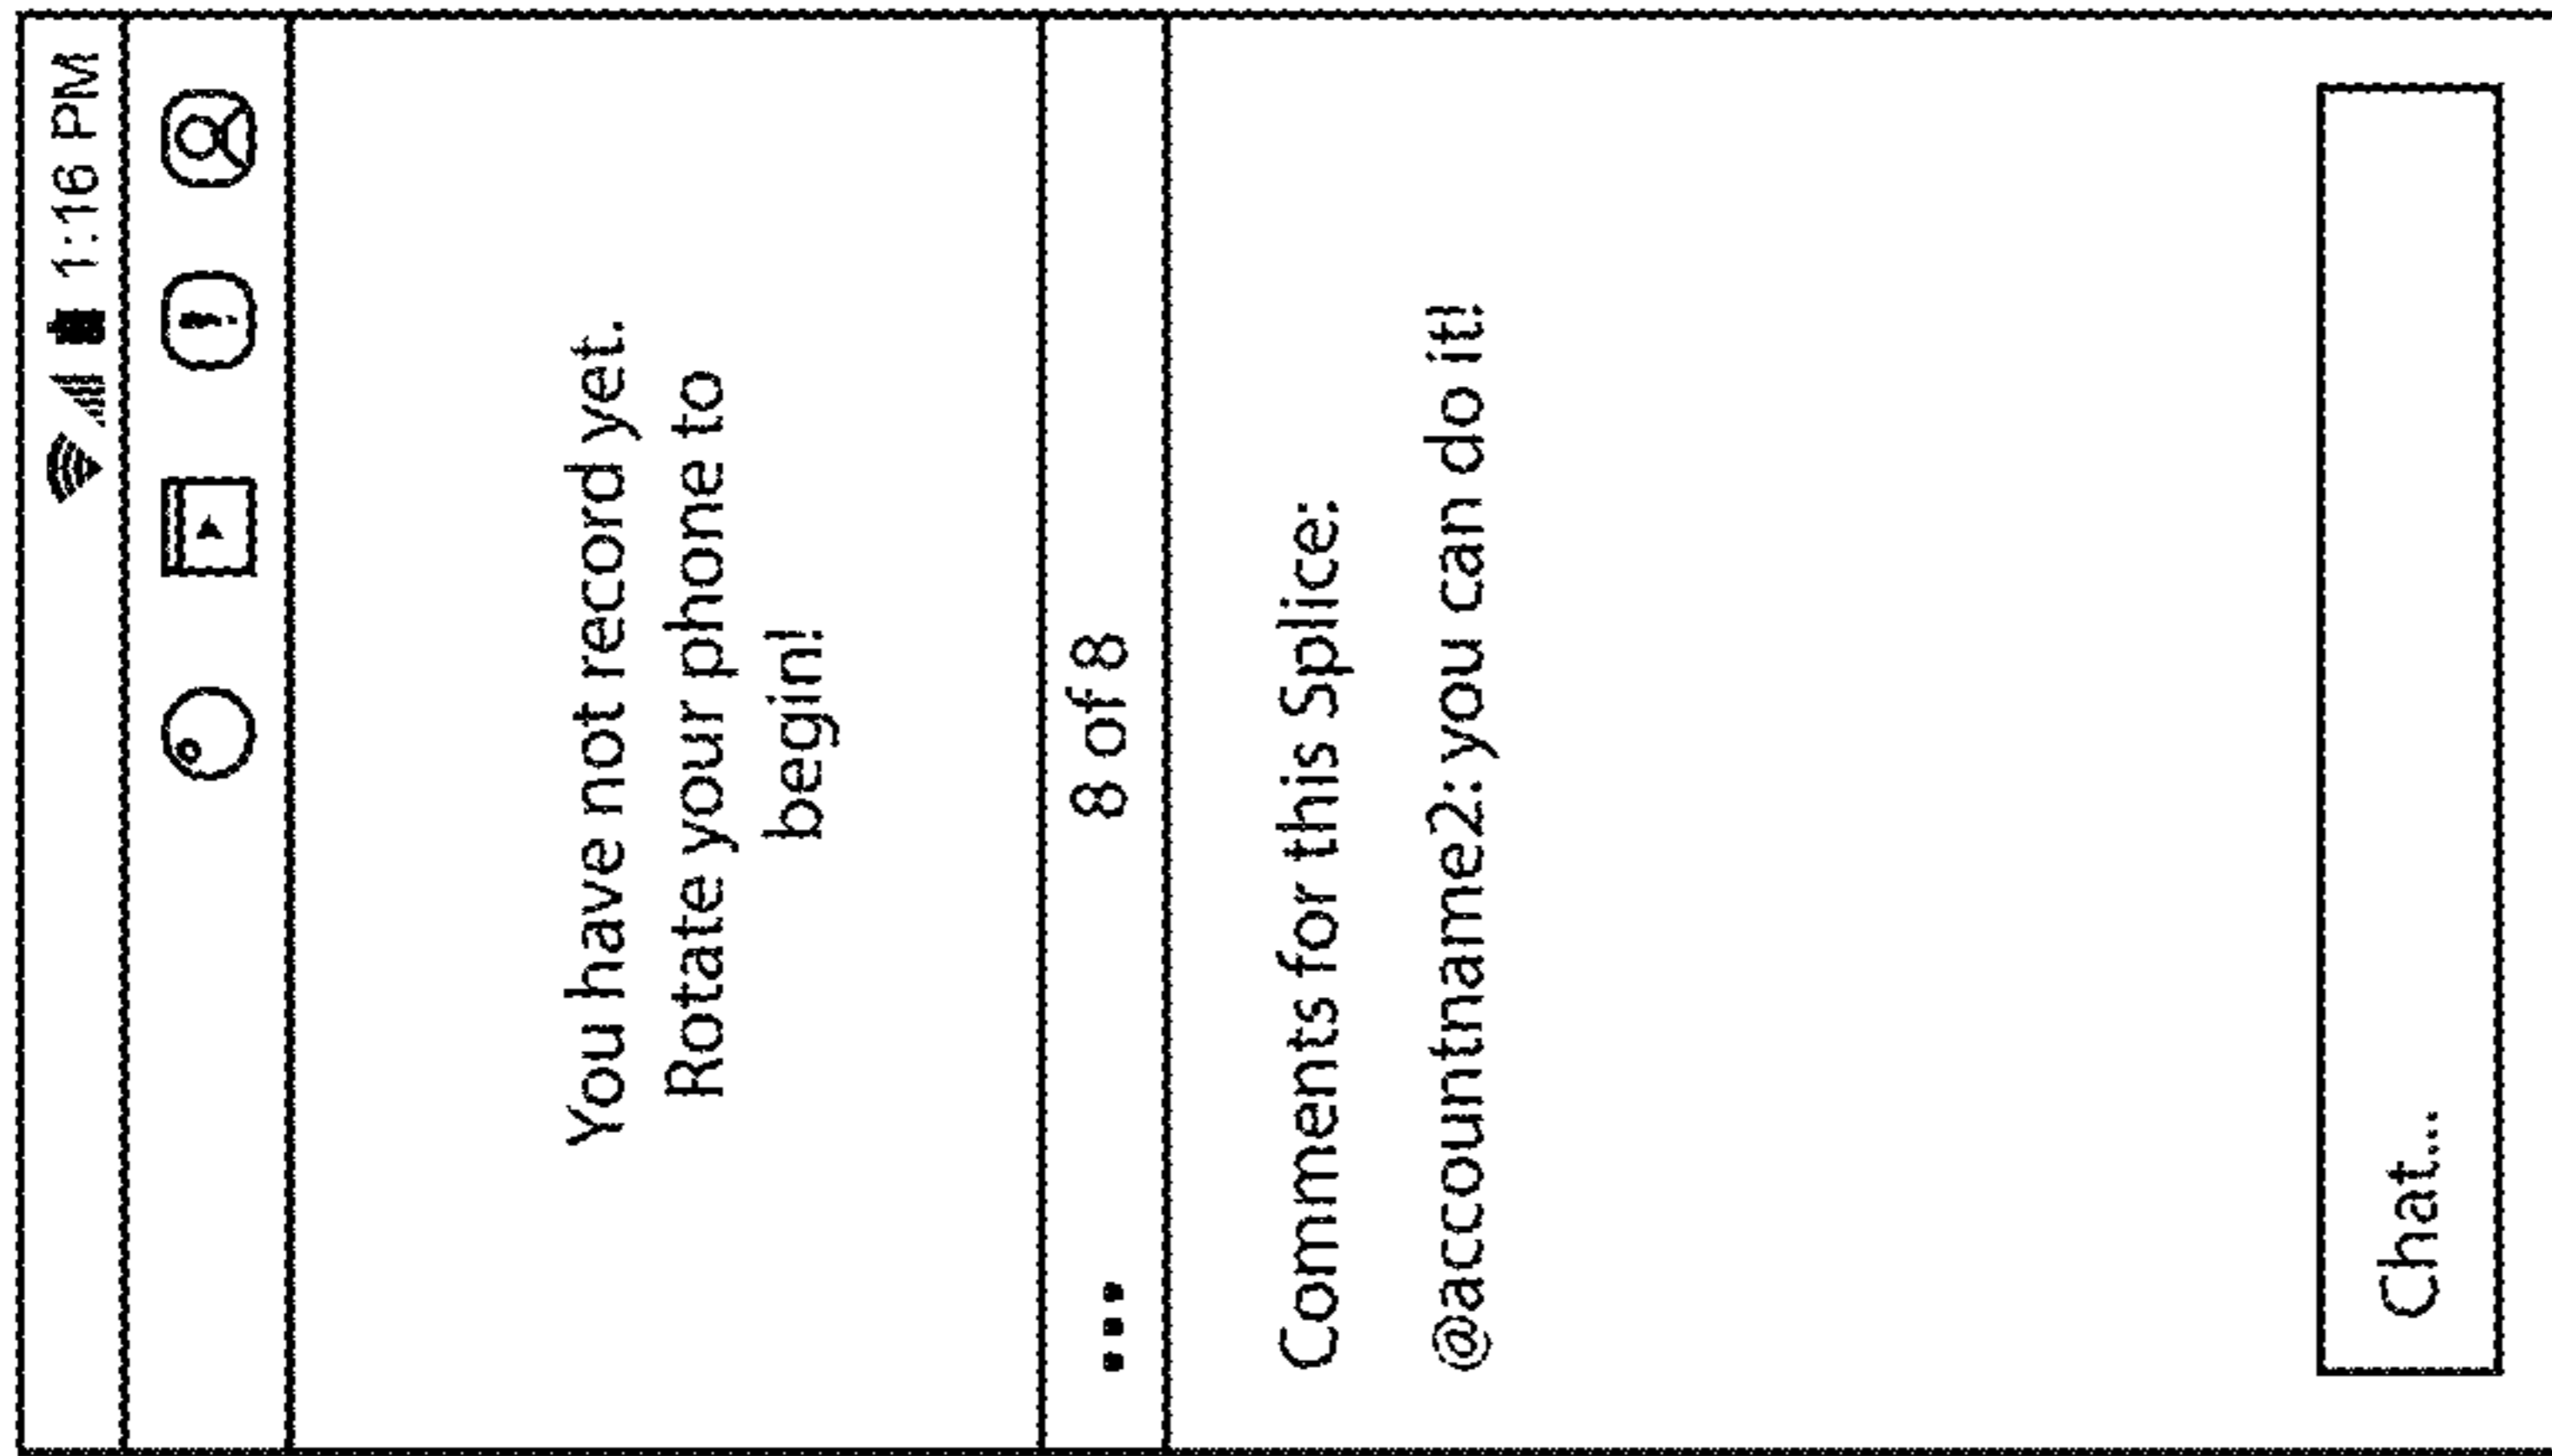 1:16 PM
You have not record yet.
Rotate your phone to
begin!
... 8 of 8
Comments for this Splice:
@accountname2: you can do it!
Chat...